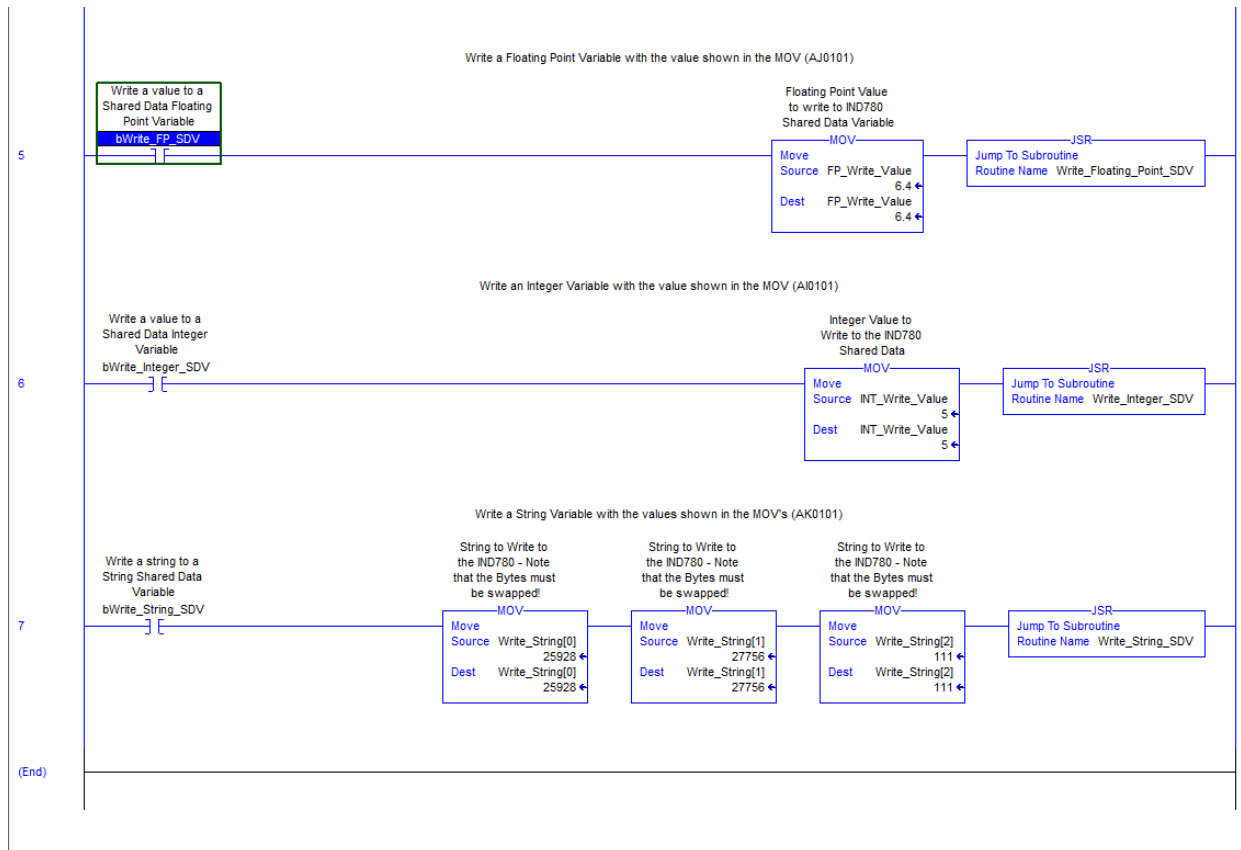 Write a Floating Point Variable with the value shown in the MOV (AJ0101)
Write a value to a
Shared Data Floating
Point Variable
bWrite_FP_SDV
Floating Point Value
to write to IND780
Shared Data Variable
MOV
Move
Source FP_Write_Value
6.4
Dest FP_Write_Value
6.4
JSR
Jump To Subroutine
Routine Name Write_Floating_Point_SDV
5
Write an Integer Variable with the value shown in the MOV (AI0101)
Write a value to a
Shared Data Integer
Variable
bWrite_Integer_SDV
Integer Value to
Write to the IND780
Shared Data
MOV
Move
Source INT_Write_Value
5
Dest INT_Write_Value
5
JSR
Jump To Subroutine
Routine Name Write_Integer_SDV
6
Write a String Variable with the values shown in the MOV's (AK0101)
Write a string to a
String Shared Data
Variable
bWrite_String_SDV
String to Write to
the IND780 - Note
that the Bytes must
be swapped!
MOV
Move
Source Write_String[0]
25928
Dest Write_String[0]
25928
String to Write to
the IND780 - Note
that the Bytes must
be swapped!
MOV
Move
Source Write_String[1]
27756
Dest Write_String[1]
27756
String to Write to
the IND780 - Note
that the Bytes must
be swapped!
MOV
Move
Source Write_String[2]
111
Dest Write_String[2]
111
JSR
Jump To Subroutine
Routine Name Write_String_SDV
7
(End)